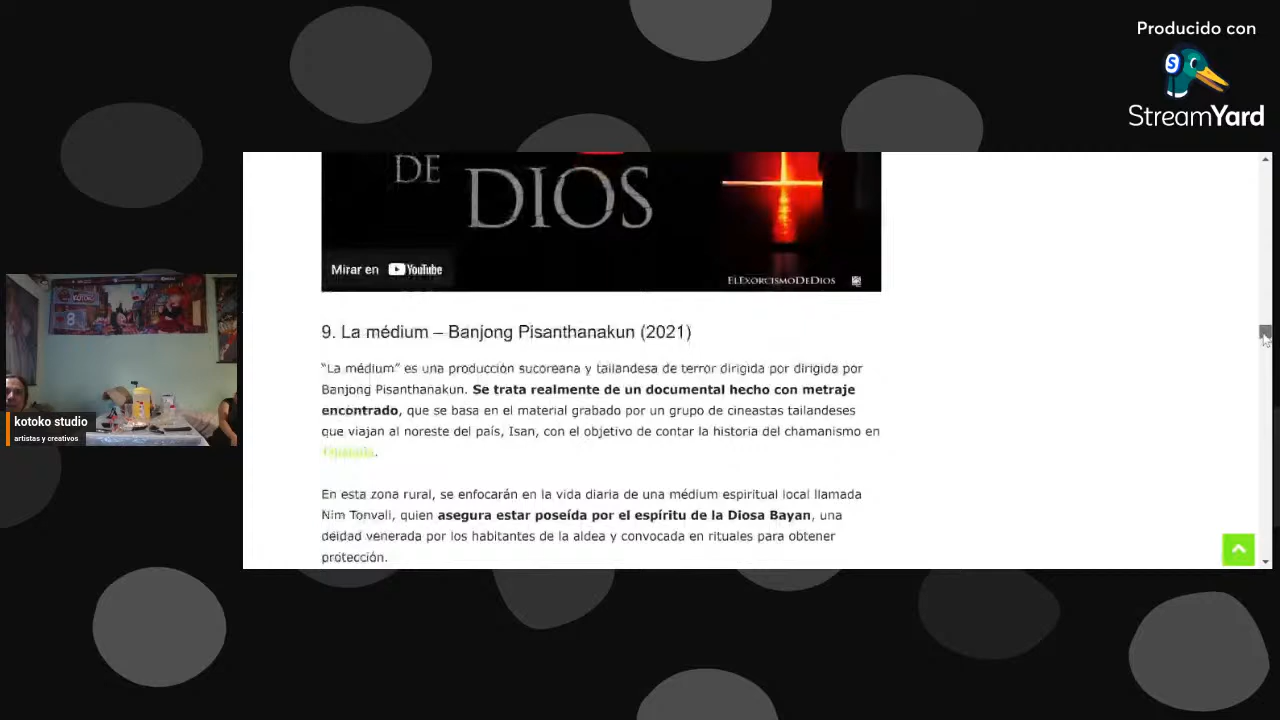 Producido con
StreamYard
DE
DIOS
Mirar en YouTube
ELEXORCISMODEDIOS
9. La médium – Banjong Pisanthanakun (2021)
“La médium” es una producción sucoreana y tailandesa de terror dirigida por dirigida por
Banjong Pisanthanakun. Se trata realmente de un documental hecho con metraje
encontrado, que se basa en el material grabado por un grupo de cineastas tailandeses
que viajan al noreste del país, Isan, con el objetivo de contar la historia del chamanismo en
En esta zona rural, se enfocarán en la vida diaria de una médium espiritual local llamada
Nim Tonvali, quien asegura estar poseída por el espíritu de la Diosa Bayan, una
deidad venerada por los habitantes de la aldea y convocada en rituales para obtener
protección.
kotoko studio
artistas y creativos
8